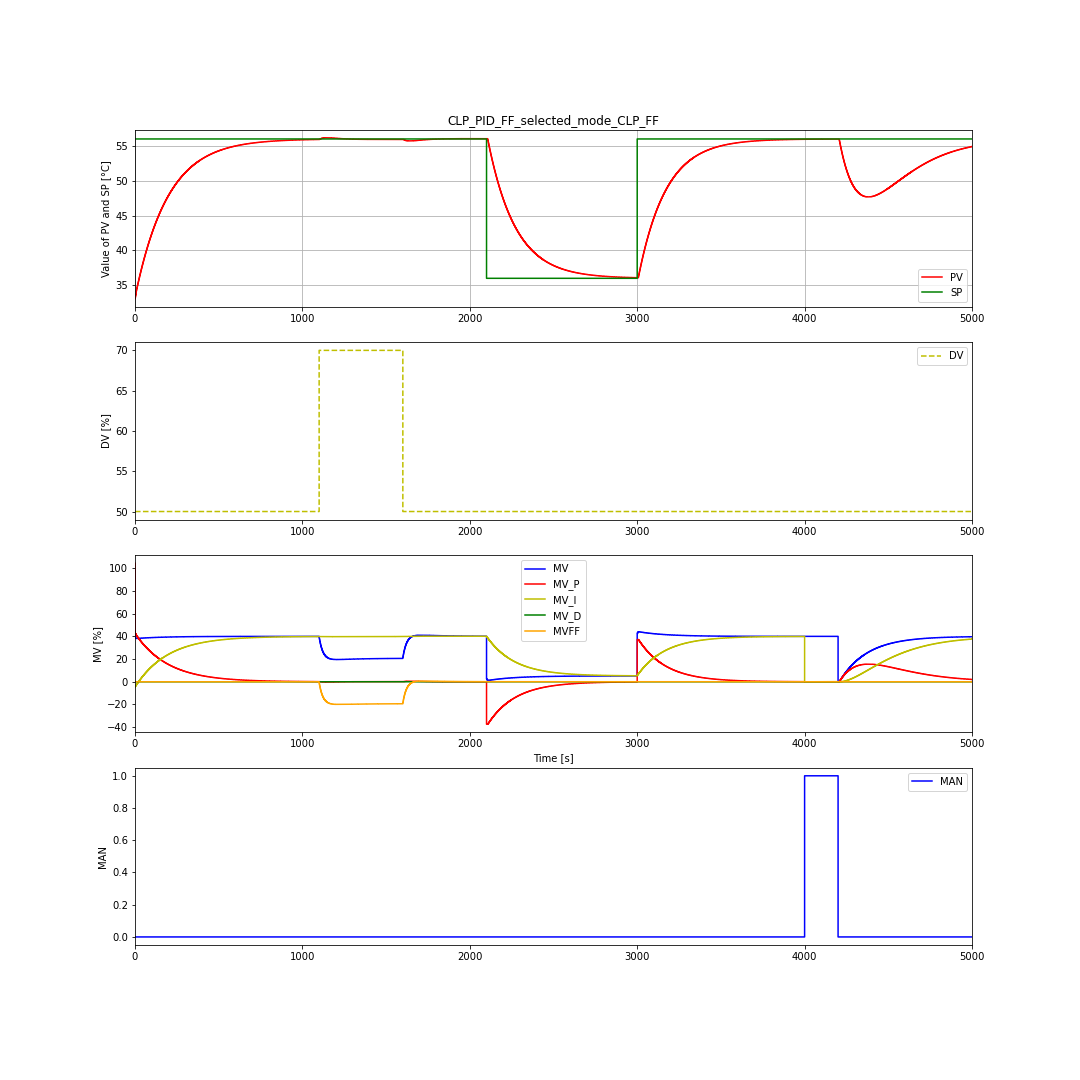 CLP_PID_FF_selected_mode_CLP_FF
Value of PV and SP [°C]
55
50
45
40
35
PV
SP
0 1000 2000 3000 4000 5000
DV [%]
70
65
60
55
50
DV
0 1000 2000 3000 4000 5000
MV [%]
100
80
60
40
20
0
−20
−40
MV
MV_P
MV_I
MV_D
MVFF
0 1000 2000 3000 4000 5000
Time [s]
MAN
1.0
0.8
0.6
0.4
0.2
0.0
MAN
0 1000 2000 3000 4000 5000